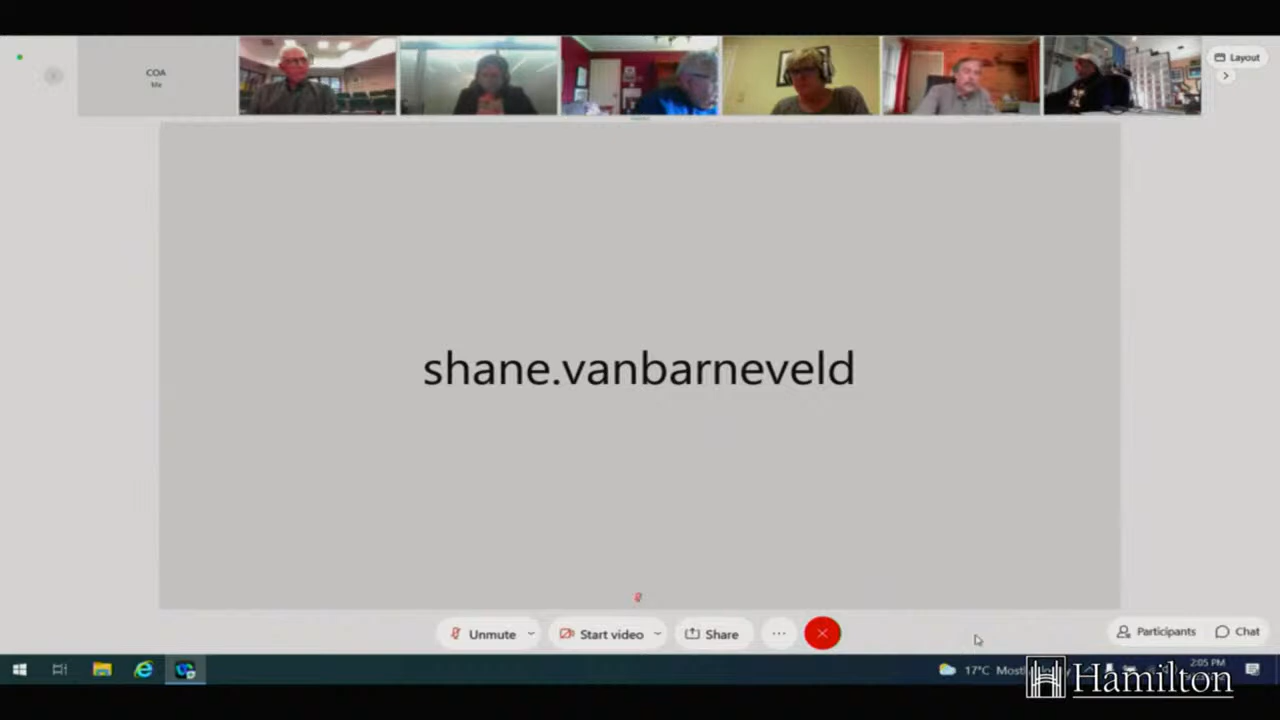 COA
Me
Layout
shane.vanbarneveld
Unmute
Start video
Share
Participants
Chat
17°C
2:05 PM
Hamilton